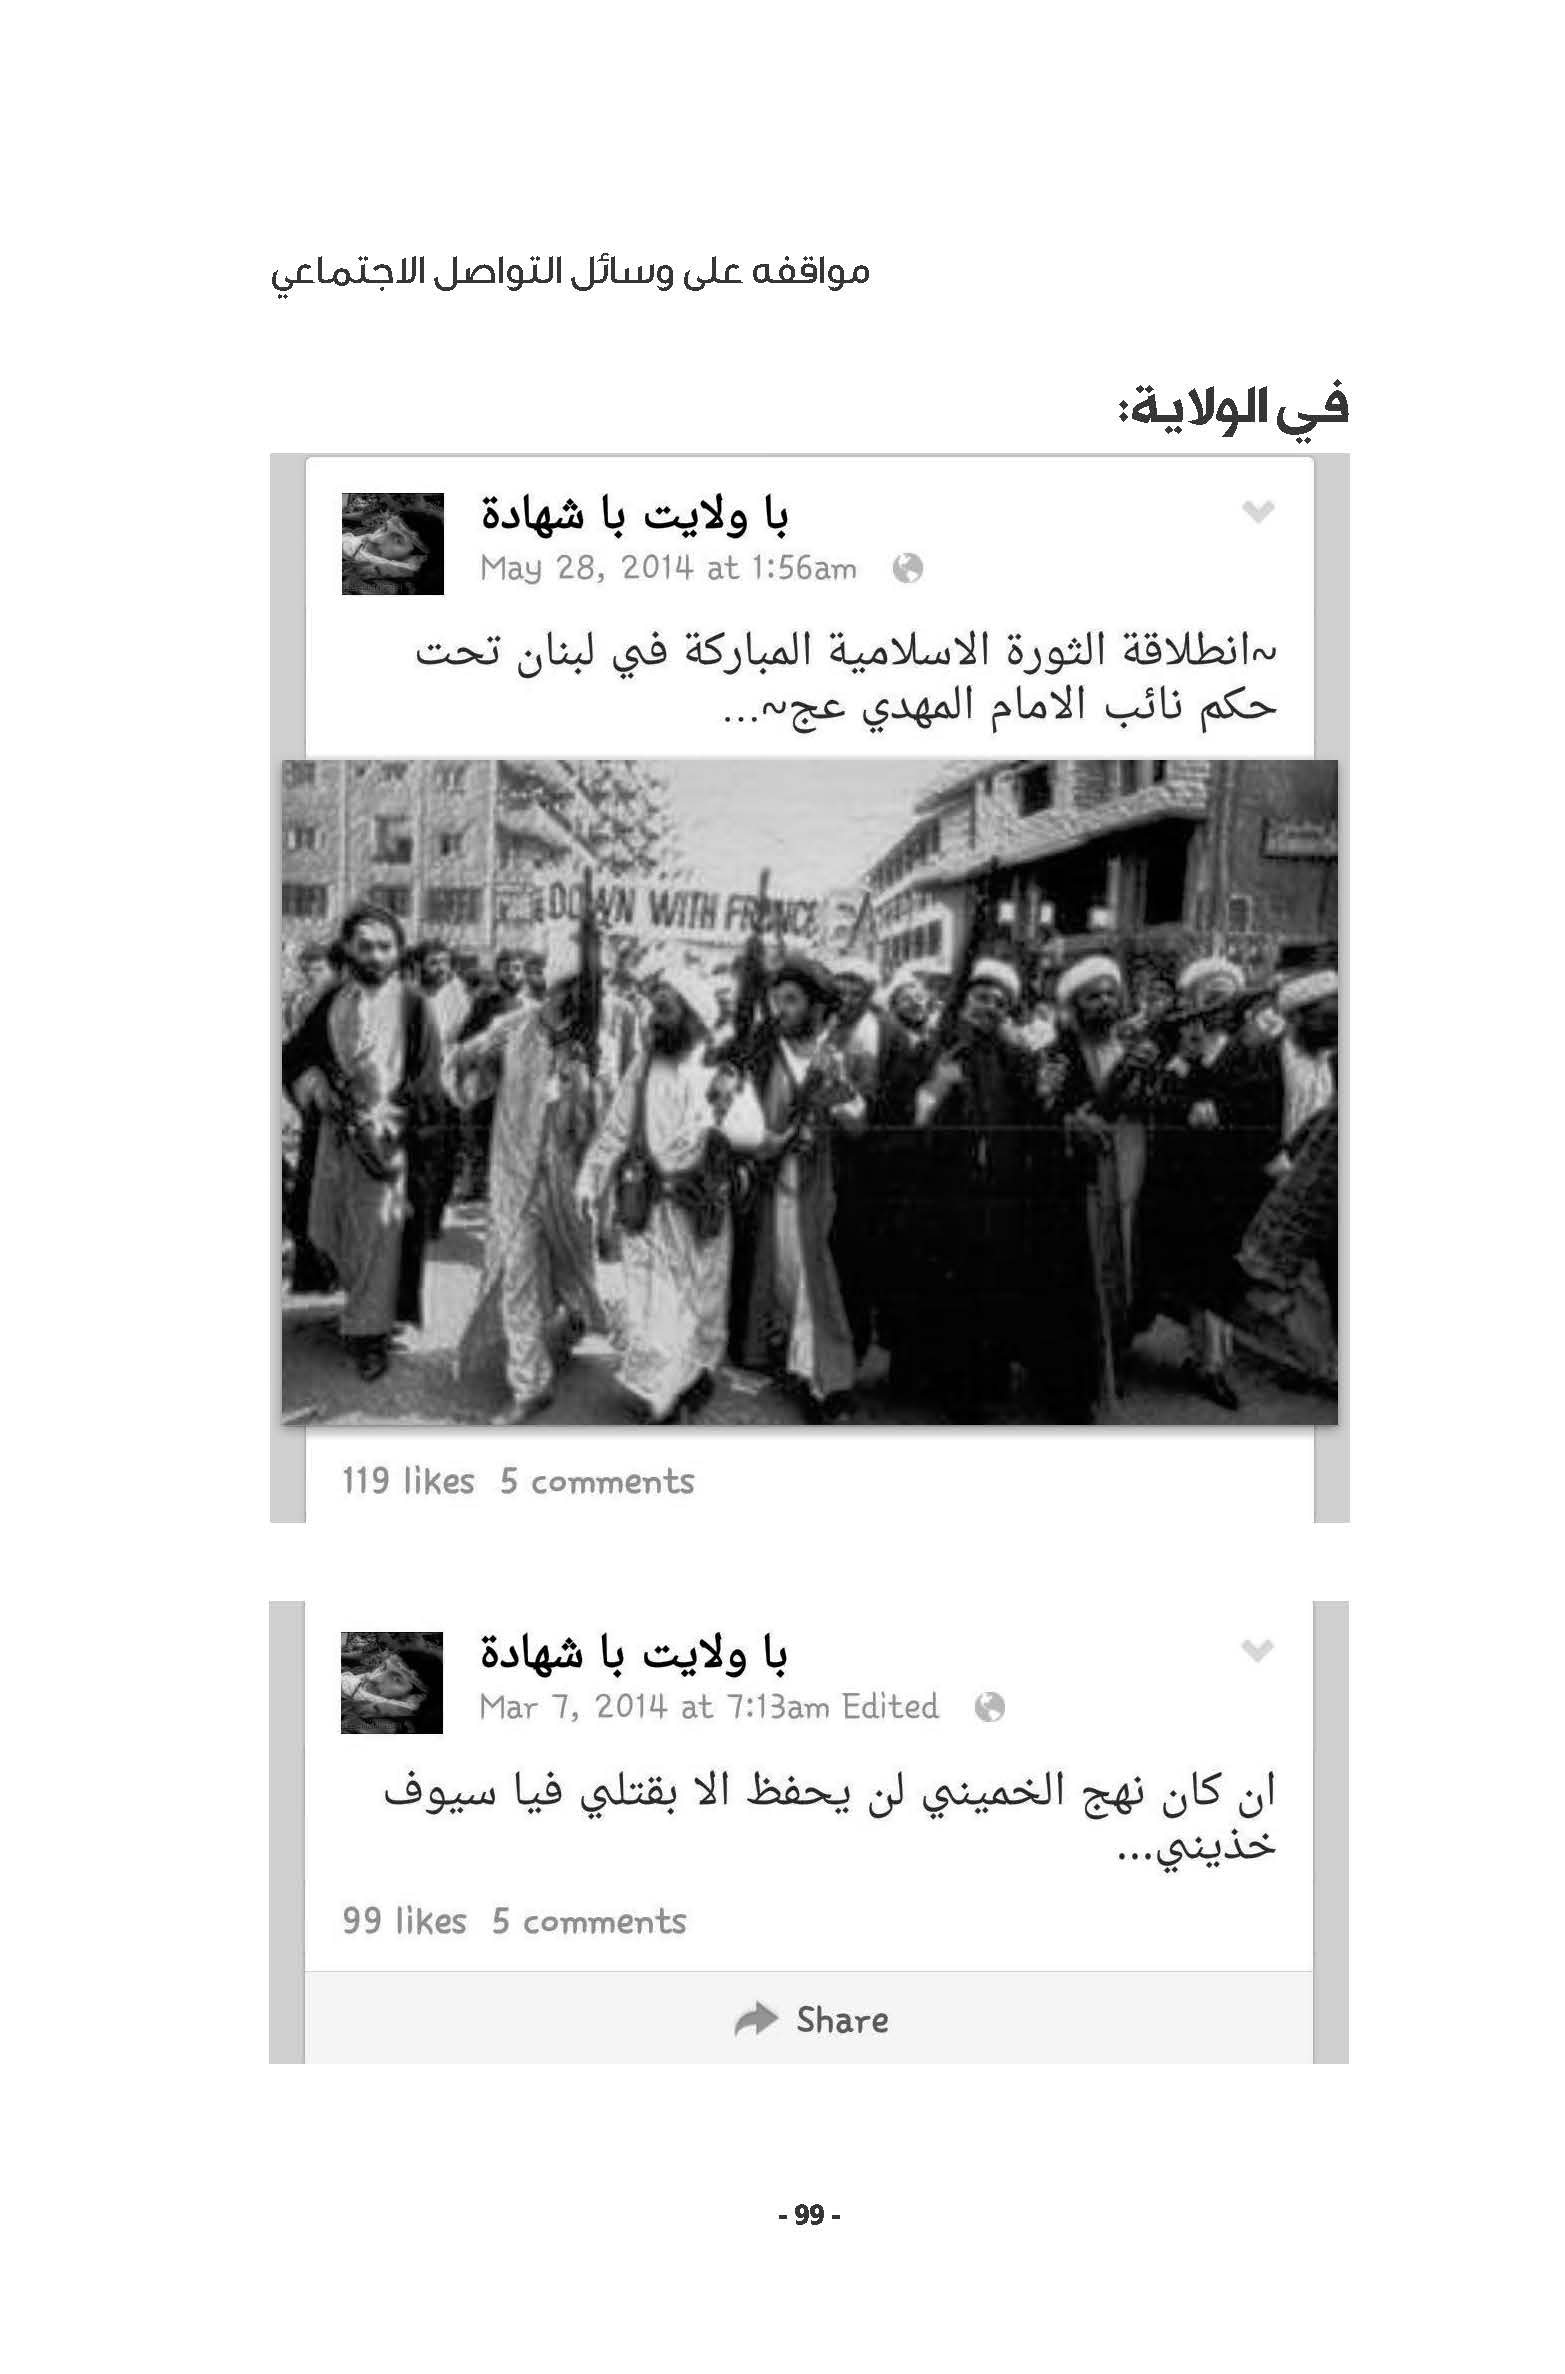 مواقفه على وسائل التواصل الاجتماعي
في الولاية:
با ولايت با شهادة
May 28, 2014 at 1:56am
~انطلاقة الثورة الاسلامية المباركة في لبنان تحت
حكم نائب الامام المهدي عج~...
DOWN WITH FRANCE
119 likes 5 comments
با ولايت با شهادة
Mar 7, 2014 at 7:13am Edited
ان كان نهج الخميني لن يحفظ الا بقتلي فيا سيوف
خذيني...
99 likes 5 comments
Share
- 99 -